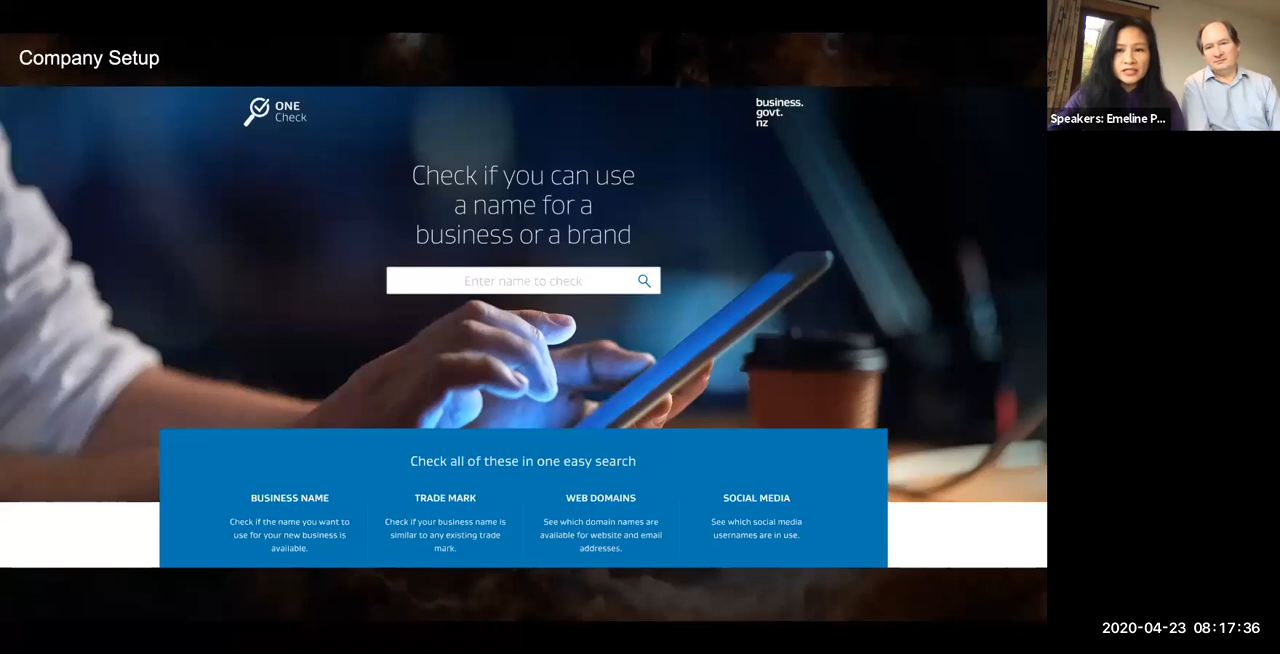 Company Setup
ONE
Check
business.
govt.
nz
Check if you can use
a name for a
business or a brand
Enter name to check
Check all of these in one easy search
BUSINESS NAME
Check if the name you want to
use for your new business is
available.
TRADE MARK
Check if your business name is
similar to any existing trade
mark.
WEB DOMAINS
See which domain names are
available for website and email
addresses.
SOCIAL MEDIA
See which social media
usernames are in use.
Speakers: Emeline P...
2020-04-23 08:17:36